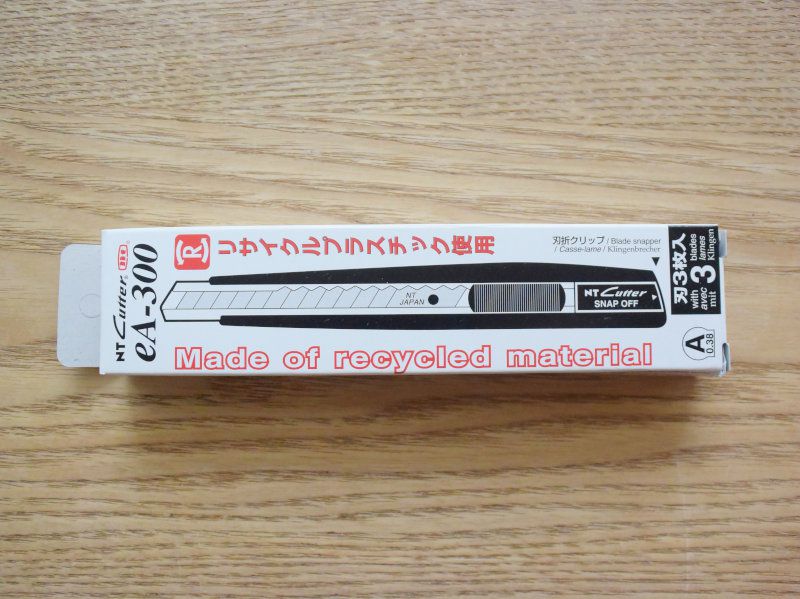 NT Cutter m®
eA-300
R リサイクルプラスチック使用
刃折クリップ / Blade snapper
/ Casse-lame / Klingenbrecher
NT
JAPAN
NT Cutter
SNAP OFF
Made of recycled material
刃3枚入
with 3 blades
avec 3 lames
mit 3 Klingen
A
0.38